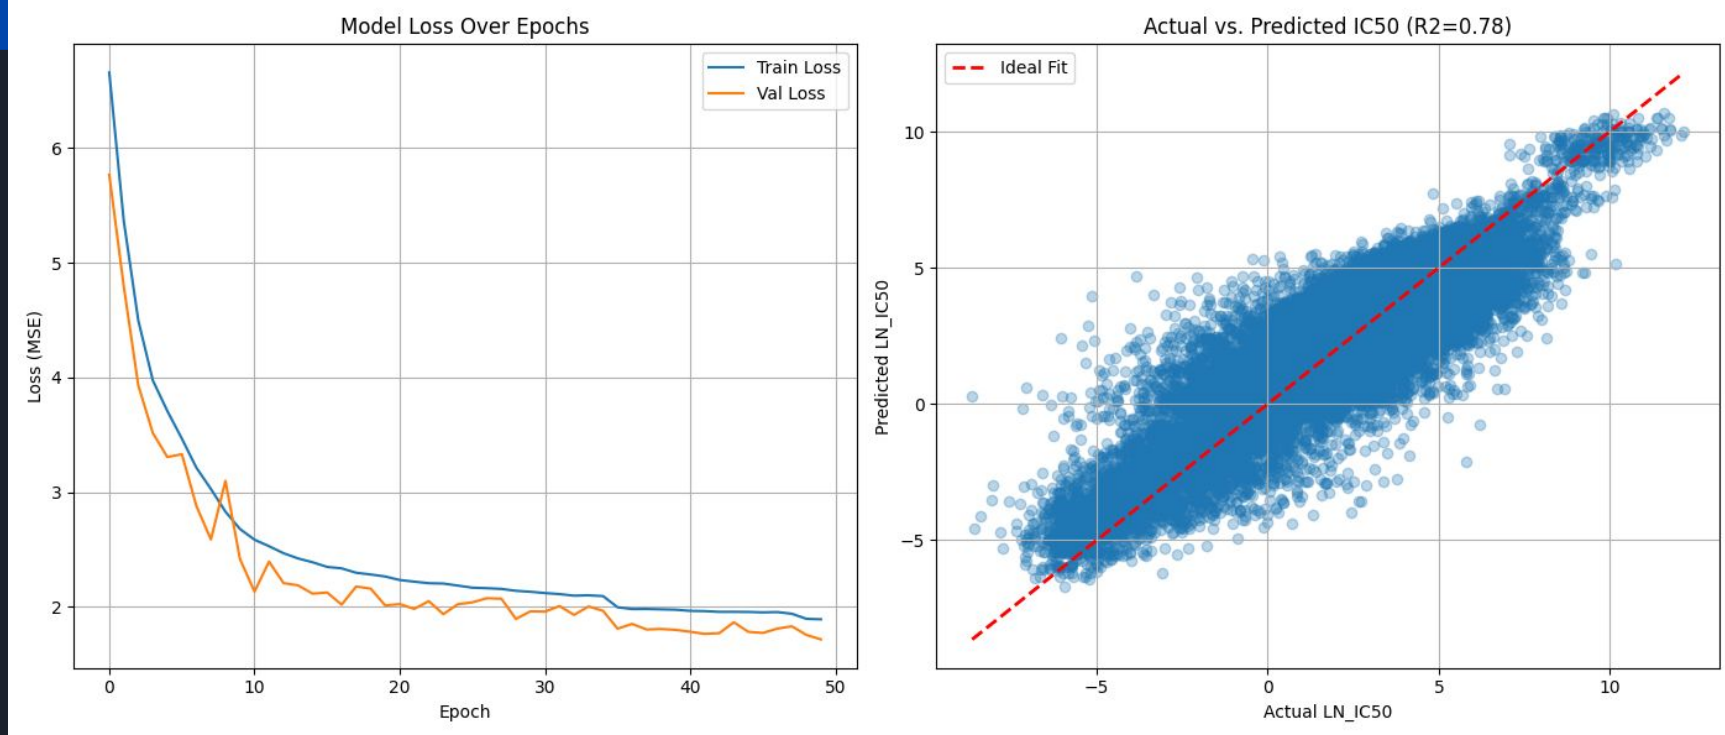 Model Loss Over Epochs
Train Loss
Val Loss
6
5
4
3
2
Loss (MSE)
0
10
20
30
40
50
Epoch
Actual vs. Predicted IC50 (R2=0.78)
Ideal Fit
10
5
0
−5
Predicted LN_IC50
−5
0
5
10
Actual LN_IC50